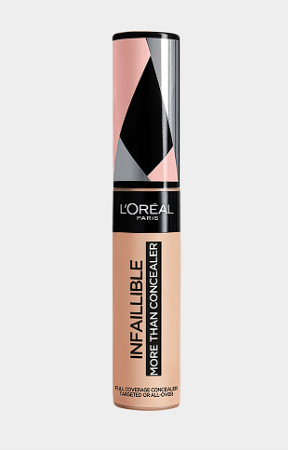 L'ORÉAL
PARIS
INFAILLIBLE
MORE THAN CONCEALER
FULL COVERAGE CONCEALER
TARGETED OR ALL-OVER